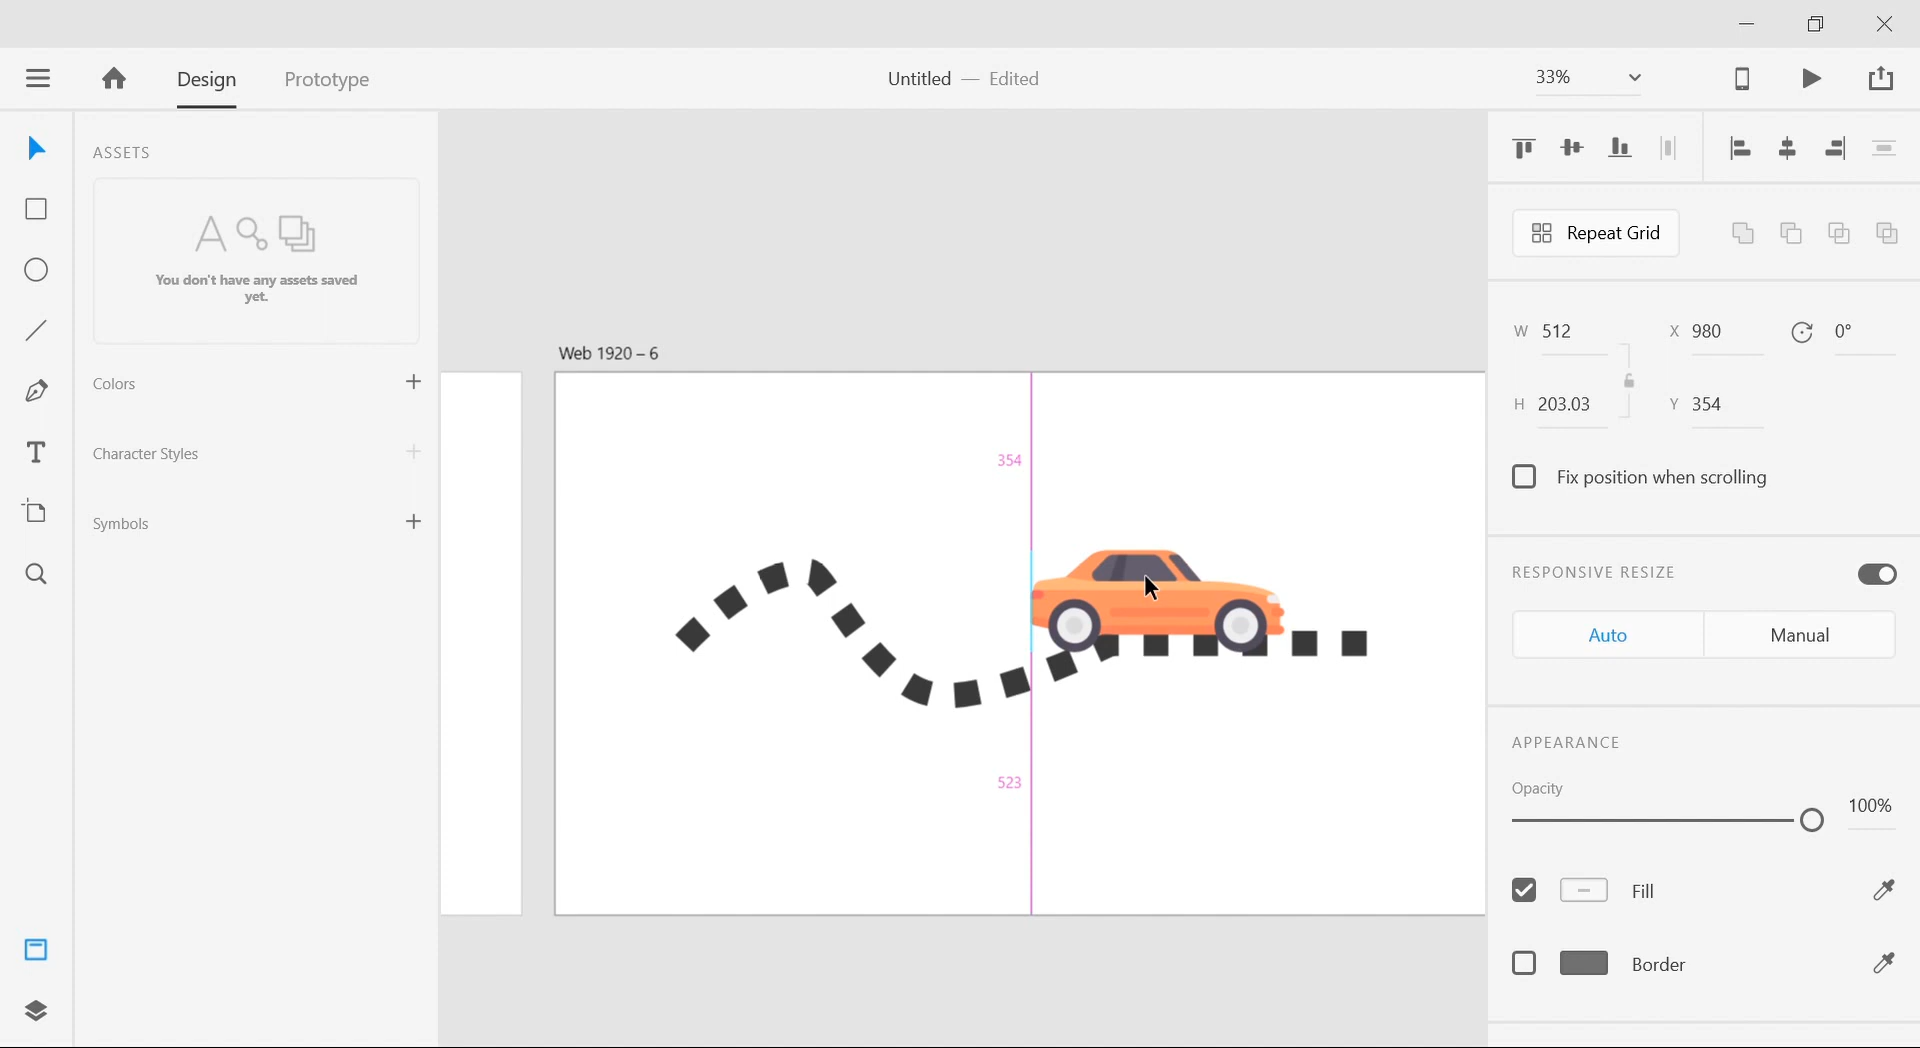 Design
Prototype
Untitled — Edited
33%
ASSETS
You don't have any assets saved
yet.
Colors
Character Styles
Symbols
Web 1920 – 6
354
523
Repeat Grid
W 512
X 980
0°
H 203.03
Y 354
Fix position when scrolling
RESPONSIVE RESIZE
Auto
Manual
APPEARANCE
Opacity
100%
Fill
Border